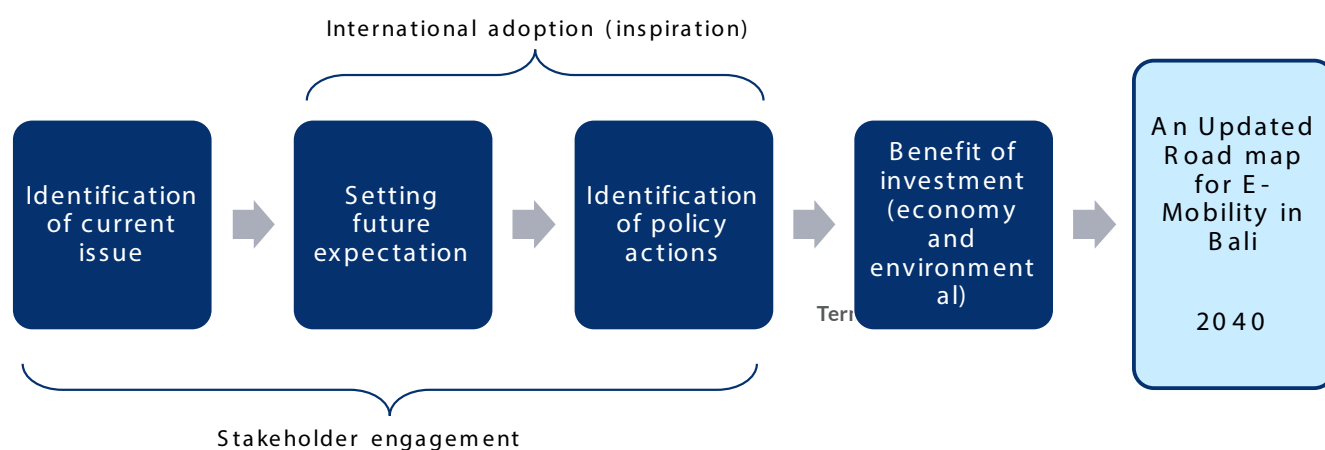 International adoption (inspiration)
Identification
of current
issue
Setting
future
expectation
Identification
of policy
actions
Benefit of
investment
(economy
and
environment
al)
An Updated
Road map
for E-
Mobility in
Bali
2040
Stakeholder engagement